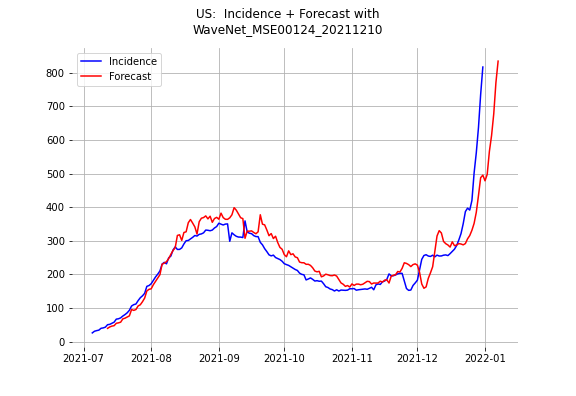 US:  Incidence + Forecast with
WaveNet_MSE00124_20211210
Incidence
Forecast
800
700
600
500
400
300
200
100
0
2021-07 2021-08 2021-09 2021-10 2021-11 2021-12 2022-01